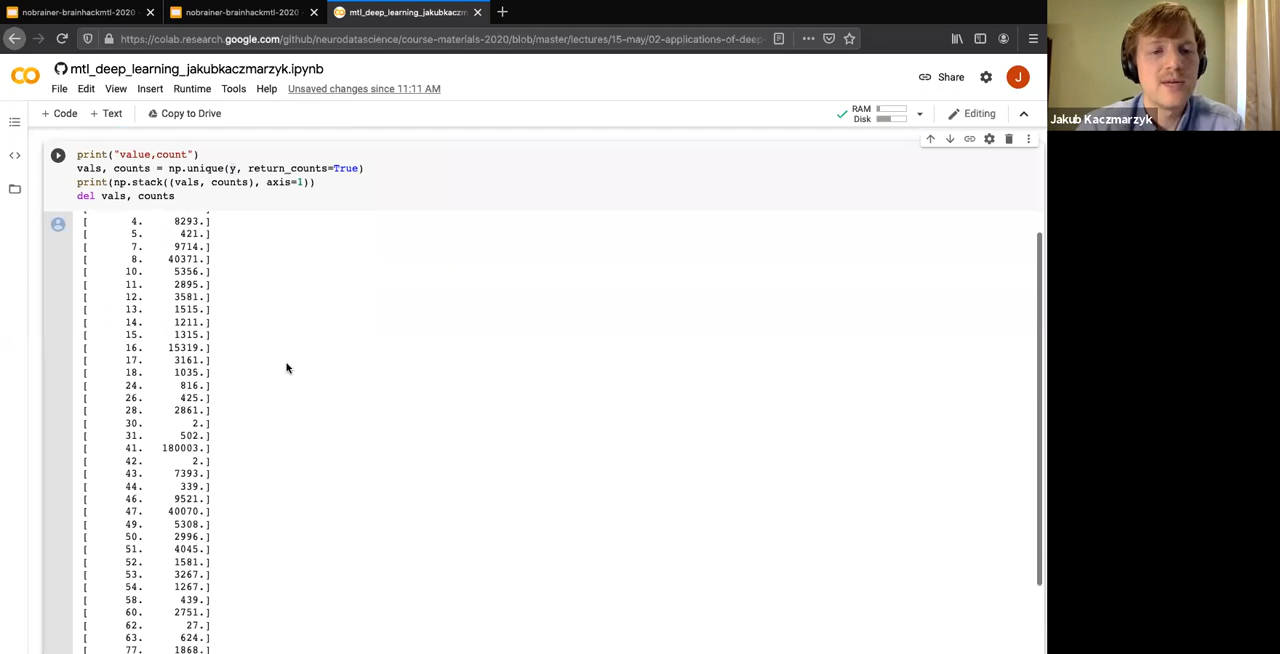 nobrainer-brainhackmtl-2020
nobrainer-brainhackmtl-2020
mtl_deep_learning_jakubkaczm
https://colab.research.google.com/github/neurodatascience/course-materials-2020/blob/master/lectures/15-may/02-applications-of-deep-
mtl_deep_learning_jakubkaczmarzyk.ipynb
File Edit View Insert Runtime Tools Help Unsaved changes since 11:11 AM
Share
J
+ Code + Text Copy to Drive
RAM
Disk
Editing
Jakub Kaczmarzyk
print("value,count")
vals, counts = np.unique(y, return_counts=True)
print(np.stack((vals, counts), axis=1))
del vals, counts
[ 4. 8293.]
[ 5. 421.]
[ 7. 9714.]
[ 8. 40371.]
[ 10. 5356.]
[ 11. 2895.]
[ 12. 3581.]
[ 13. 1515.]
[ 14. 1211.]
[ 15. 1315.]
[ 16. 15319.]
[ 17. 3161.]
[ 18. 1035.]
[ 24. 816.]
[ 26. 425.]
[ 28. 2861.]
[ 30. 2.]
[ 31. 502.]
[ 41. 180003.]
[ 42. 2.]
[ 43. 7393.]
[ 44. 339.]
[ 46. 9521.]
[ 47. 40070.]
[ 49. 5308.]
[ 50. 2996.]
[ 51. 4045.]
[ 52. 1581.]
[ 53. 3267.]
[ 54. 1267.]
[ 58. 439.]
[ 60. 2751.]
[ 62. 27.]
[ 63. 624.]
[ 77. 1868.]